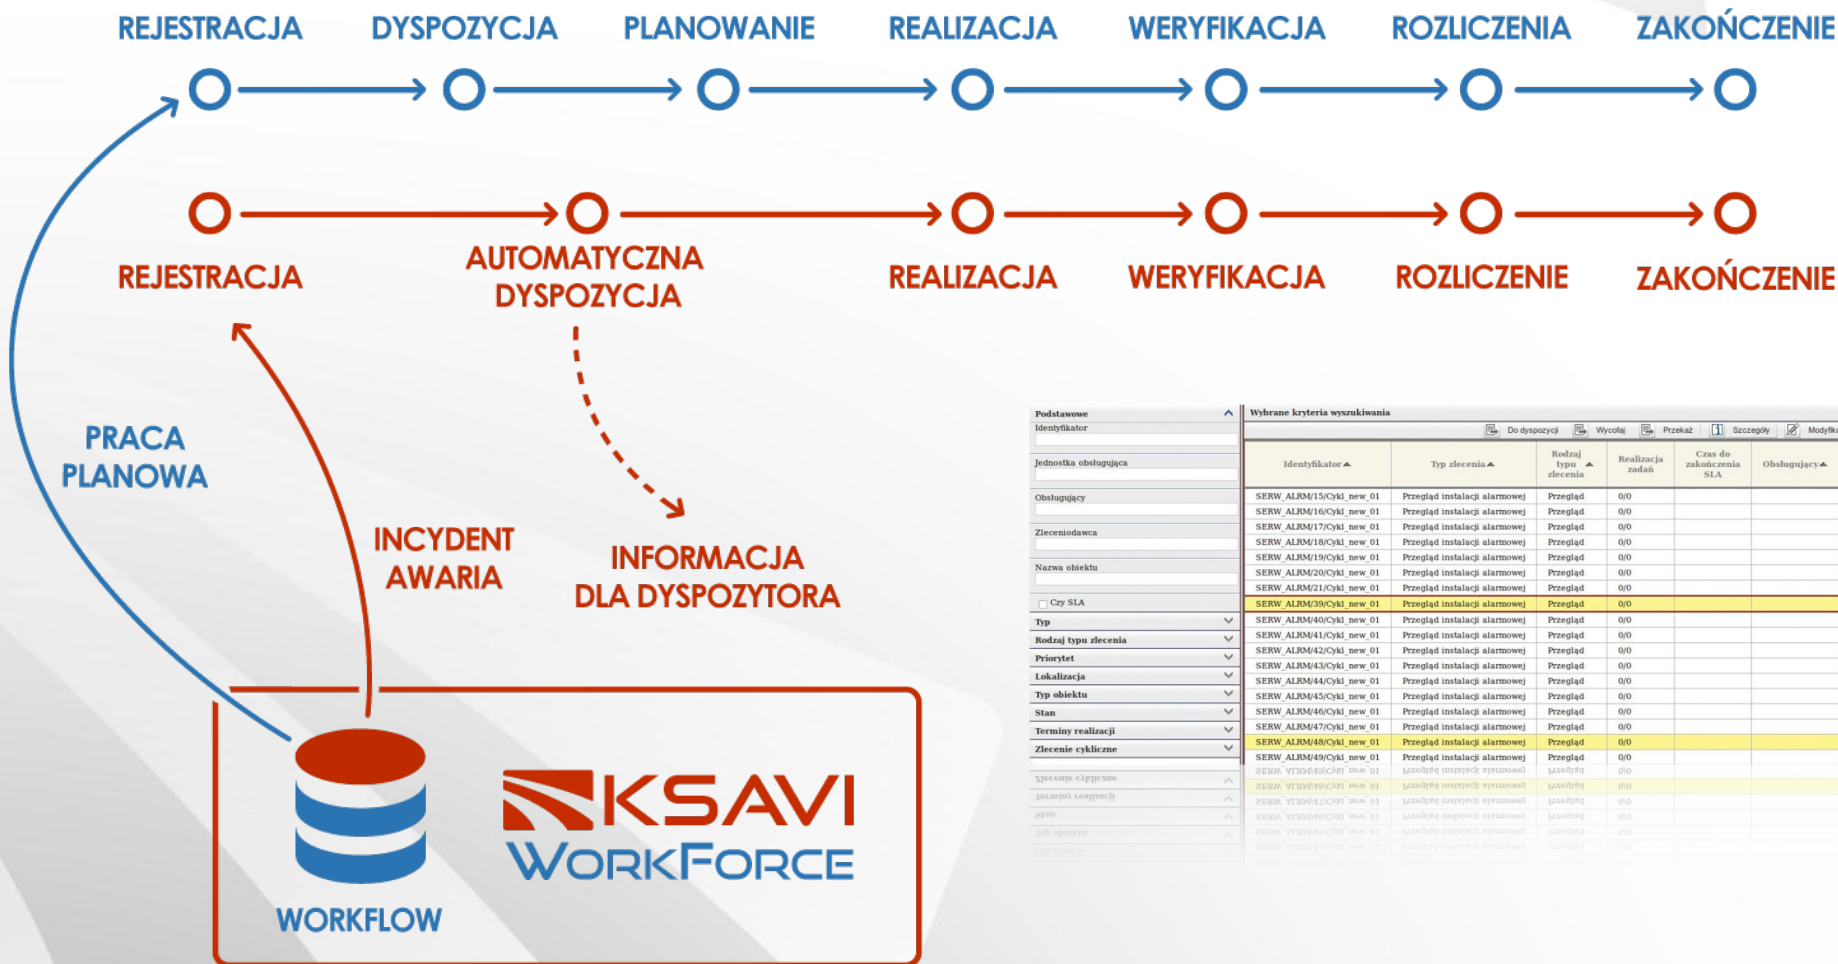 REJESTRACJA DYSPOZYCJA PLANOWANIE REALIZACJA WERYFIKACJA ROZLICZENIA ZAKOŃCZENIE
REJESTRACJA AUTOMATYCZNA DYSPOZYCJA REALIZACJA WERYFIKACJA ROZLICZENIE ZAKOŃCZENIE
PRACA
PLANOWA
INCYDENT
AWARIA
INFORMACJA
DLA DYSPOZYTORA
KSAVI
WORKFORCE
WORKFLOW
Podstawowe
Identyfikator
Jednostka obsługująca
Obsługujący
Zleceniodawca
Nazwa obiektu
Czy SLA
Typ
Rodzaj typu zlecenia
Priorytet
Lokalizacja
Typ obiektu
Stan
Terminy realizacji
Zlecenie cykliczne
Wybrane kryteria wyszukiwania
Do dyspozycji Wycofaj Przekaż Szczegóły Modyfiku
Identyfikator Typ zlecenia Rodzaj typu zlecenia Realizacja zadań Czas do zakończenia SLA Obsługujący
SERW_ALRM/15/Cykl_new_01 Przegląd instalacji alarmowej Przegląd 0/0
SERW_ALRM/16/Cykl_new_01 Przegląd instalacji alarmowej Przegląd 0/0
SERW_ALRM/17/Cykl_new_01 Przegląd instalacji alarmowej Przegląd 0/0
SERW_ALRM/18/Cykl_new_01 Przegląd instalacji alarmowej Przegląd 0/0
SERW_ALRM/19/Cykl_new_01 Przegląd instalacji alarmowej Przegląd 0/0
SERW_ALRM/20/Cykl_new_01 Przegląd instalacji alarmowej Przegląd 0/0
SERW_ALRM/21/Cykl_new_01 Przegląd instalacji alarmowej Przegląd 0/0
SERW_ALRM/39/Cykl_new_01 Przegląd instalacji alarmowej Przegląd 0/0
SERW_ALRM/40/Cykl_new_01 Przegląd instalacji alarmowej Przegląd 0/0
SERW_ALRM/41/Cykl_new_01 Przegląd instalacji alarmowej Przegląd 0/0
SERW_ALRM/42/Cykl_new_01 Przegląd instalacji alarmowej Przegląd 0/0
SERW_ALRM/43/Cykl_new_01 Przegląd instalacji alarmowej Przegląd 0/0
SERW_ALRM/44/Cykl_new_01 Przegląd instalacji alarmowej Przegląd 0/0
SERW_ALRM/45/Cykl_new_01 Przegląd instalacji alarmowej Przegląd 0/0
SERW_ALRM/46/Cykl_new_01 Przegląd instalacji alarmowej Przegląd 0/0
SERW_ALRM/47/Cykl_new_01 Przegląd instalacji alarmowej Przegląd 0/0
SERW_ALRM/48/Cykl_new_01 Przegląd instalacji alarmowej Przegląd 0/0
SERW_ALRM/49/Cykl_new_01 Przegląd instalacji alarmowej Przegląd 0/0